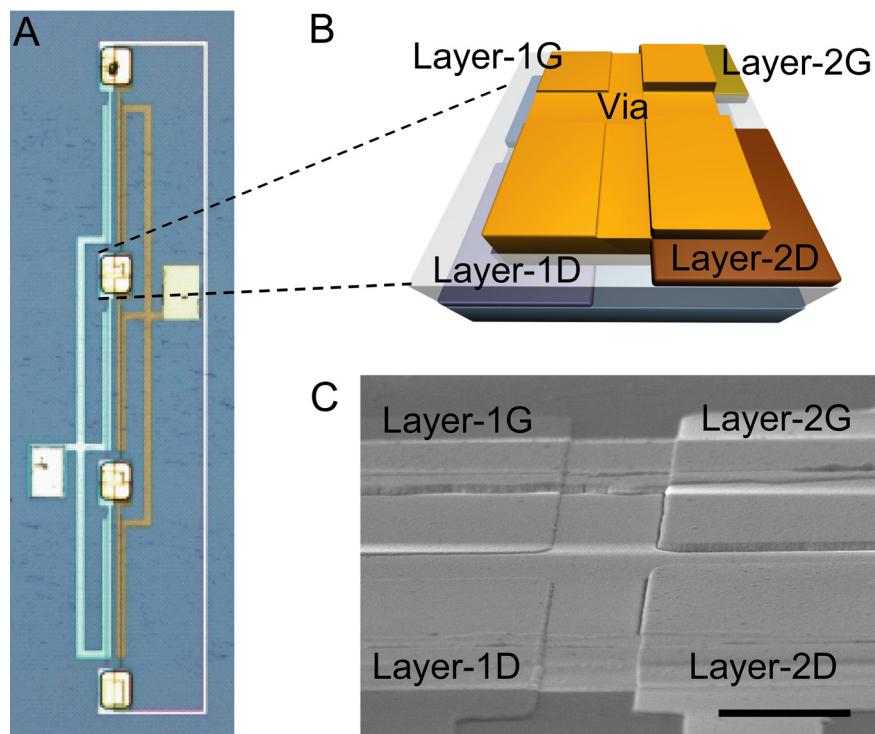 A
B
Layer-1G
Layer-2G
Via
Layer-1D
Layer-2D
C
Layer-1G
Layer-2G
Layer-1D
Layer-2D